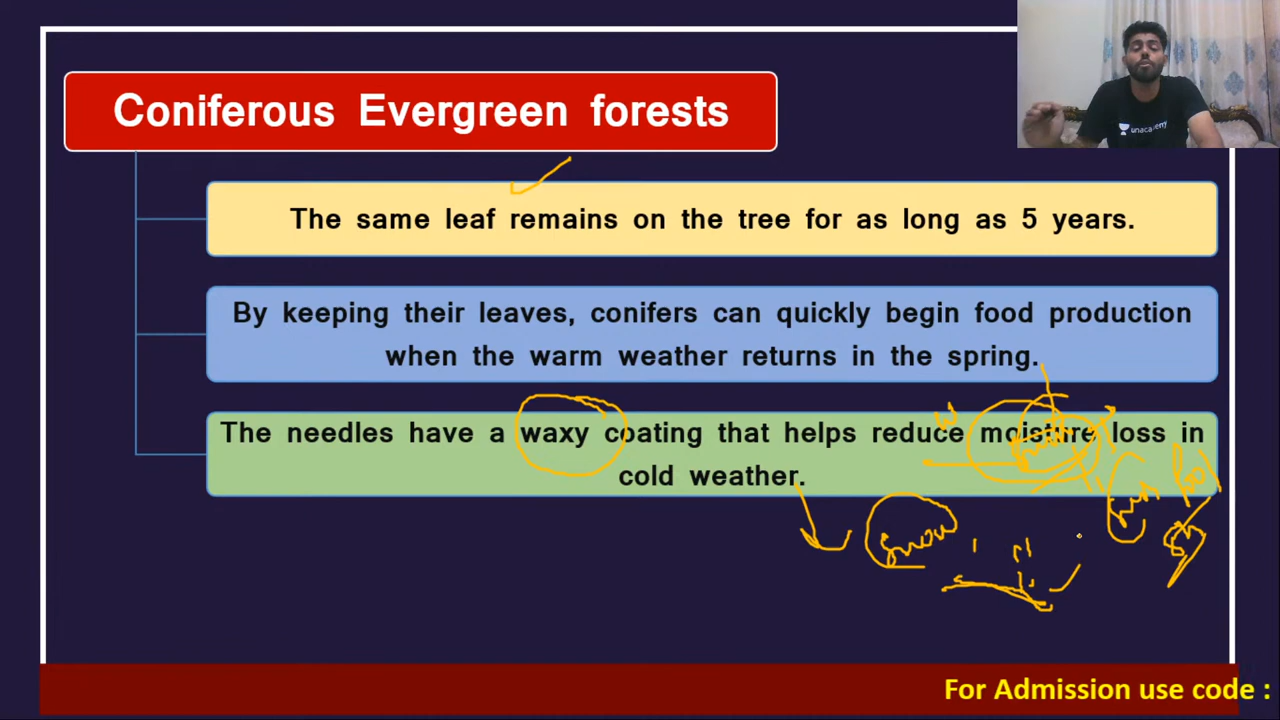 Coniferous Evergreen forests
unacademy
The same leaf remains on the tree for as long as 5 years.
By keeping their leaves, conifers can quickly begin food production
when the warm weather returns in the spring.
The needles have a waxy coating that helps reduce moisture loss in
cold weather.
snow
For Admission use code :